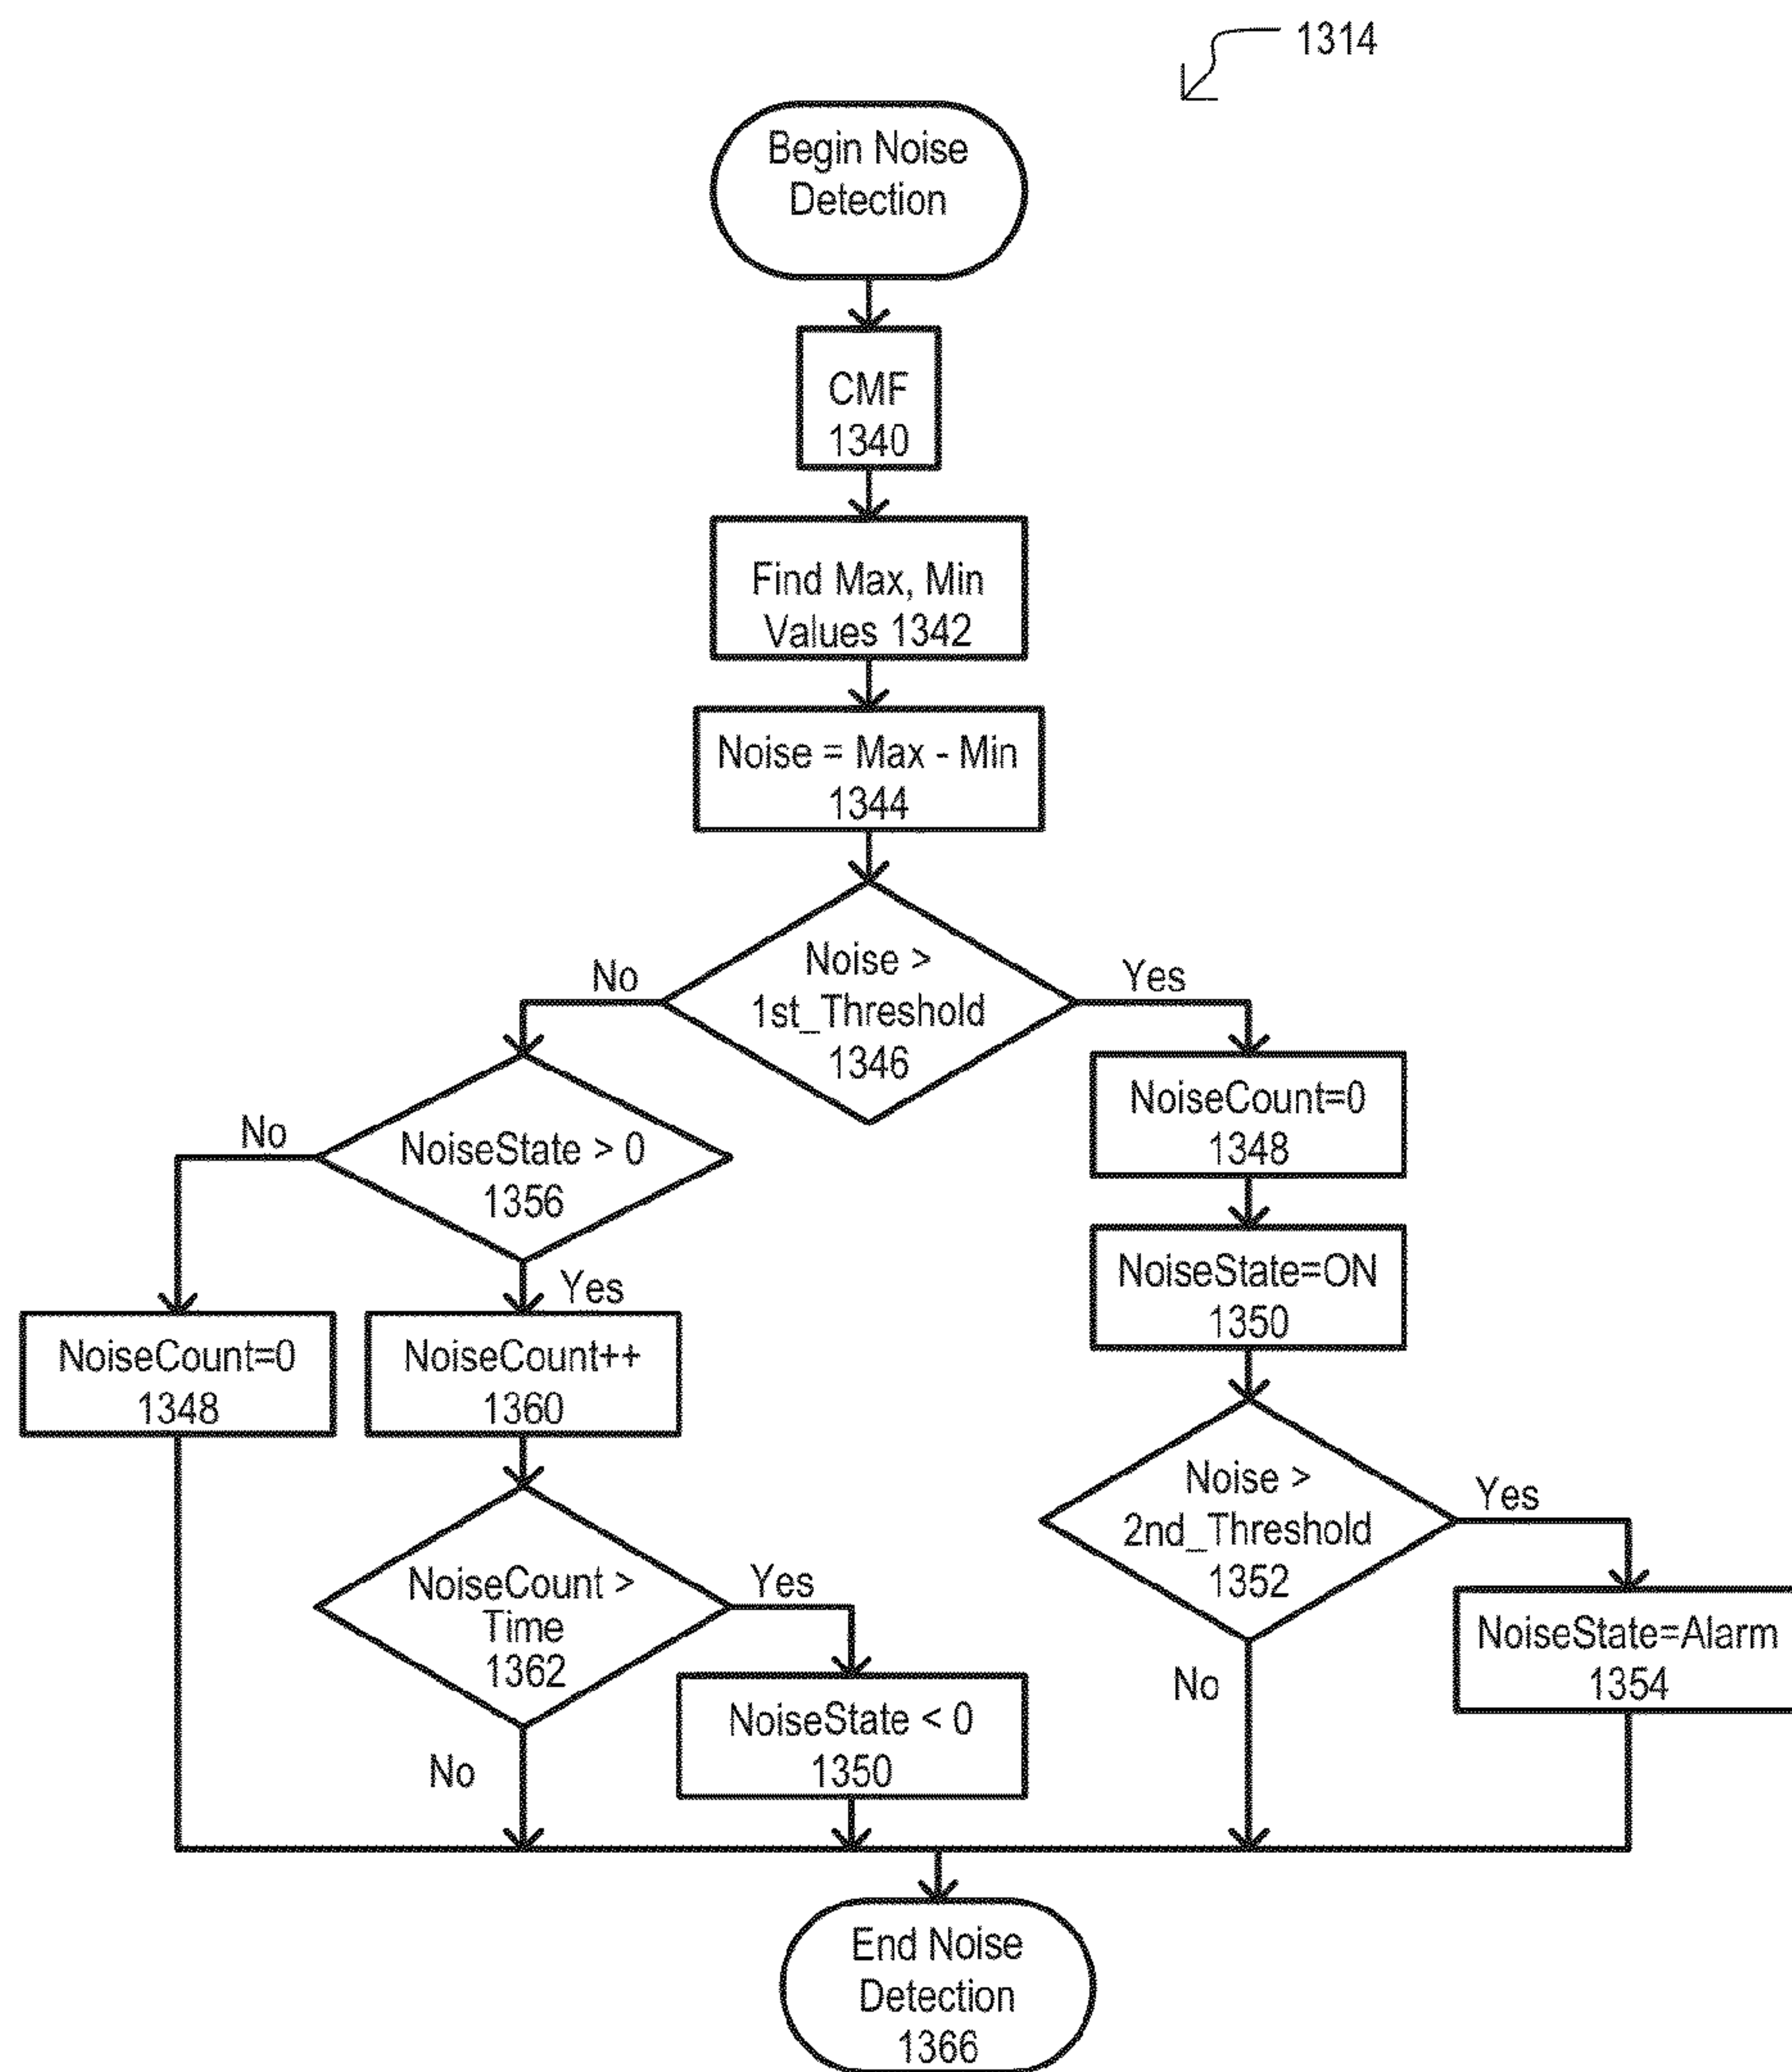 1314
Begin Noise
Detection
CMF
1340
Find Max, Min
Values 1342
Noise = Max - Min
1344
Noise >
1st_Threshold
1346
No
Yes
NoiseState > 0
1356
No
Yes
NoiseCount=0
1348
NoiseState=ON
1350
NoiseCount=0
1348
NoiseCount++
1360
Noise >
2nd_Threshold
1352
Yes
No
NoiseCount >
Time
1362
Yes
No
NoiseState=Alarm
1354
NoiseState < 0
1350
End Noise
Detection
1366